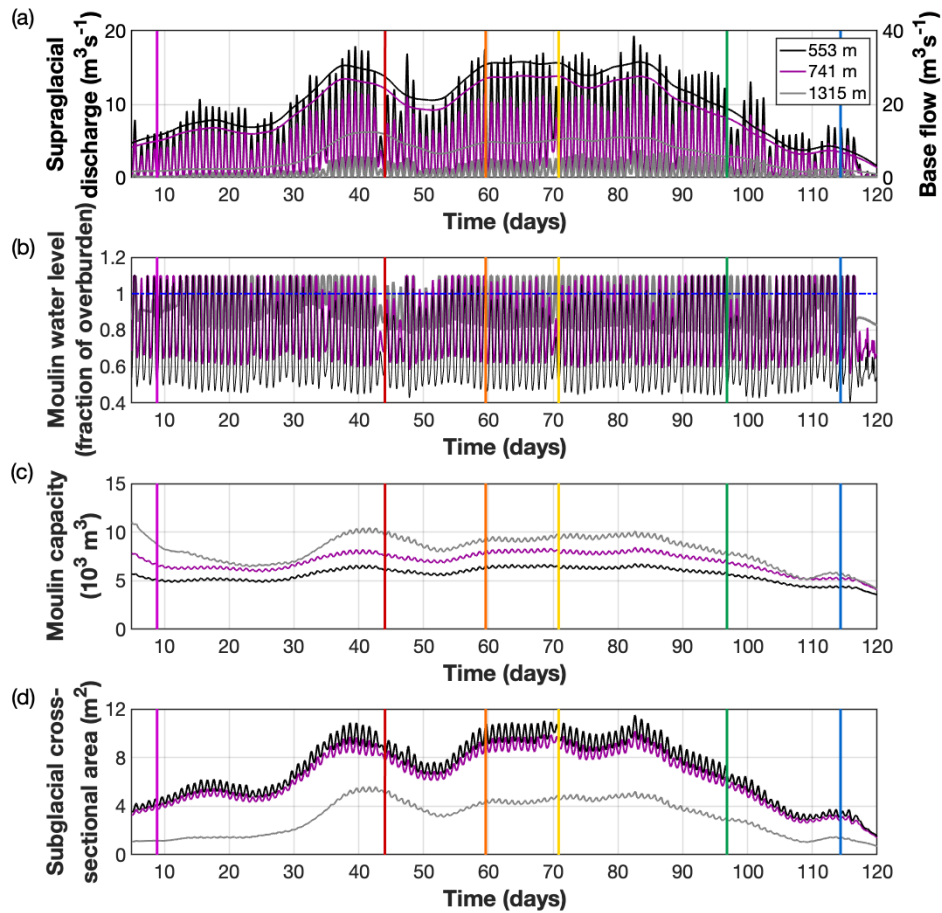 (a)
Supraglacial
discharge (m³s⁻¹)
20
10
0
40
20
0
Base flow (m³s⁻¹)
553 m
741 m
1315 m
10 20 30 40 50 60 70 80 90 100 110 120
Time (days)
(b)
Moulin water level
(fraction of overburden)
1.2
1
0.8
0.6
0.4
10 20 30 40 50 60 70 80 90 100 110 120
Time (days)
(c)
Moulin capacity
(10³ m³)
15
10
5
0
10 20 30 40 50 60 70 80 90 100 110 120
Time (days)
(d)
Subglacial cross-
sectional area (m²)
12
8
4
0
10 20 30 40 50 60 70 80 90 100 110 120
Time (days)